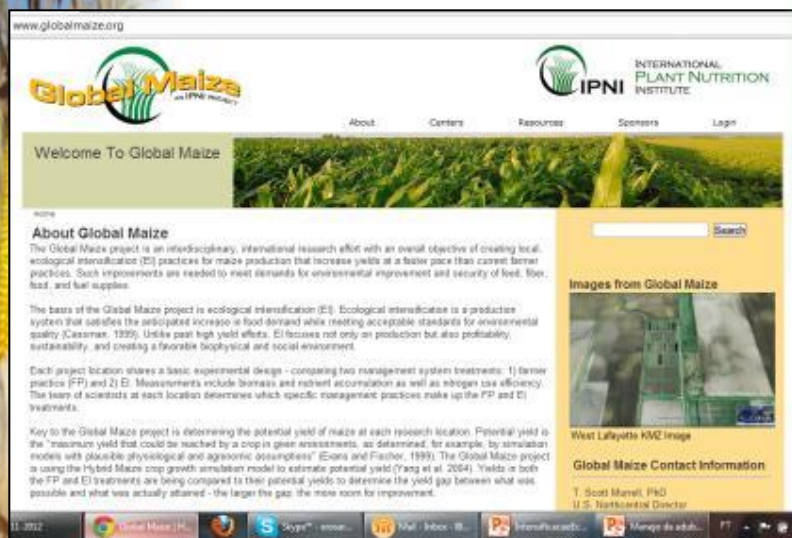 www.globalmaize.org
Global Maize
AN IPNI PROJECT
IPNI
INTERNATIONAL
PLANT NUTRITION
INSTITUTE
About Centers Resources Sponsors Login
Welcome To Global Maize
Home
About Global Maize
The Global Maize project is an interdisciplinary, international research effort with an overall objective of creating local,
ecological intensification (EI) practices for maize production that increase yields at a faster pace than current farmer
practices. Such improvements are needed to meet demands for environmental improvement and security of feed, fiber,
food, and fuel supplies.
The basis of the Global Maize project is ecological intensification (EI). Ecological intensification is a production
system that satisfies the anticipated increase in food demand while meeting acceptable standards for environmental
quality (Cassman, 1999). Unlike past high yield efforts, EI focuses not only on production but also profitability,
sustainability, and creating a favorable biophysical and social environment.
Each project location shares a basic experimental design - comparing two management system treatments: 1) farmer
practice (FP) and 2) EI. Measurements include biomass and nutrient accumulation as well as nitrogen use efficiency.
The team of scientists at each location determines which specific management practices make up the FP and EI
treatments.
Key to the Global Maize project is determining the potential yield of maize at each research location. Potential yield is
the "maximum yield that could be reached by a crop in given environments, as determined, for example, by simulation
models with plausible physiological and agronomic assumptions" (Evans and Fischer, 1999). The Global Maize project
is using the Hybrid Maize crop growth simulation model to estimate potential yield (Yang et al. 2004). Yields in both
the FP and EI treatments are being compared to their potential yields to determine the yield gap between what was
possible and what was actually attained - the larger the gap, the more room for improvement.
Search
Images from Global Maize
West Lafayette KMZ Image
Global Maize Contact Information
T. Scott Murrell, PhD
U.S. Northcentral Director
11-2012
Global Maize | H...
Skype™ -
Mail - Inbox - IB...
IntensificacaoEc...
Manejo da adub...
PT